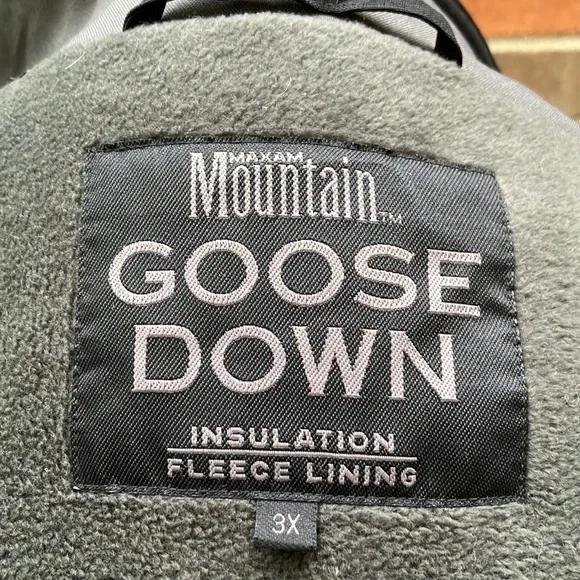 MAXAM
Mountain™
GOOSE
DOWN
INSULATION
FLEECE LINING
3X